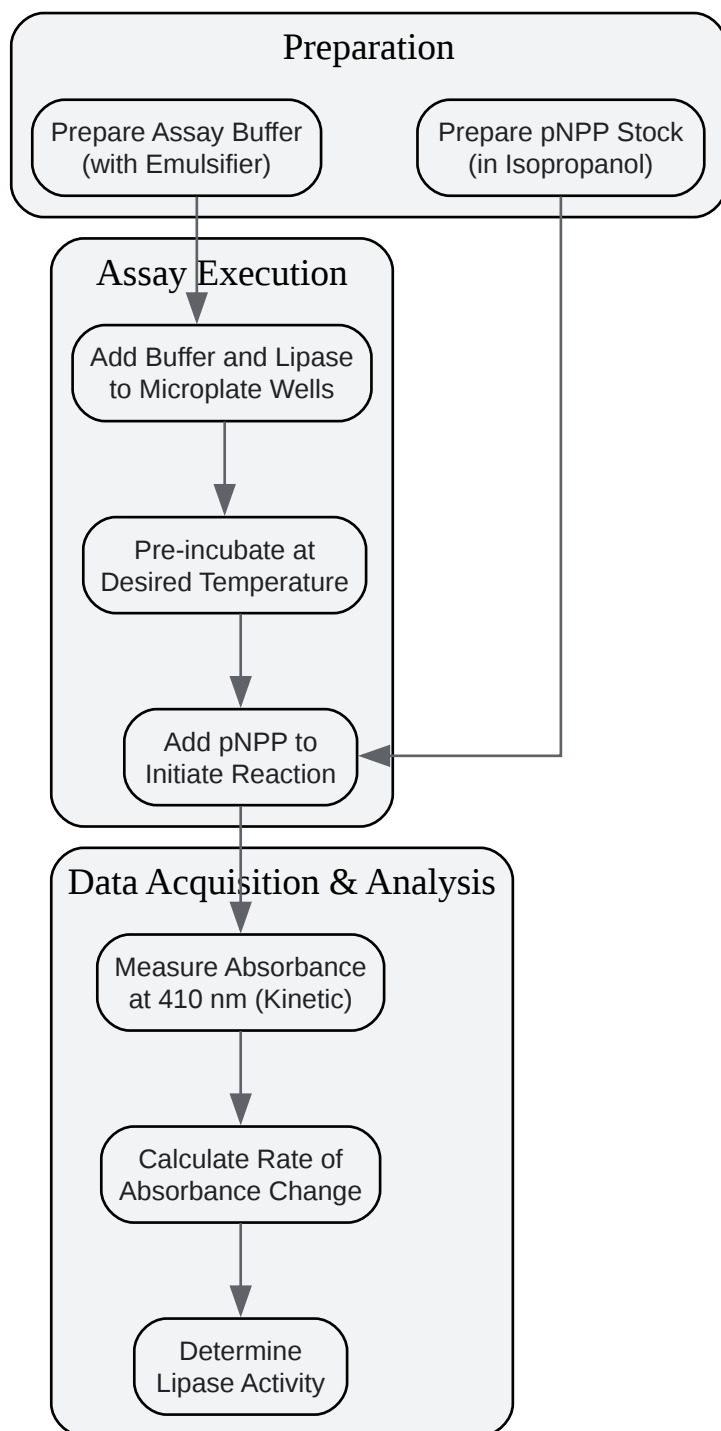 Preparation
Prepare Assay Buffer
(with Emulsifier)
Prepare pNPP Stock
(in Isopropanol)
Assay Execution
Add Buffer and Lipase
to Microplate Wells
Pre-incubate at
Desired Temperature
Add pNPP to
Initiate Reaction
Data Acquisition & Analysis
Measure Absorbance
at 410 nm (Kinetic)
Calculate Rate of
Absorbance Change
Determine
Lipase Activity